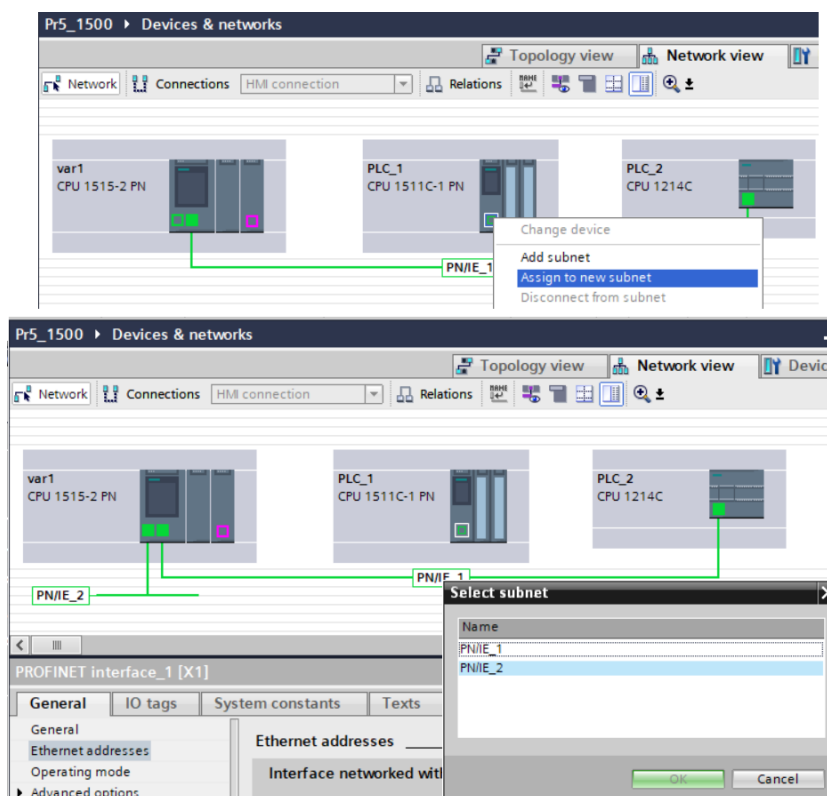 Pr5_1500 ▸ Devices & networks
Topology view Network view
Network Connections HMI connection Relations
var1
CPU 1515-2 PN
PLC_1
CPU 1511C-1 PN
PLC_2
CPU 1214C
Change device
Add subnet
PN/IE_1
Assign to new subnet
Disconnect from subnet
Pr5_1500 ▸ Devices & networks
Topology view Network view Devic
Network Connections HMI connection Relations
var1
CPU 1515-2 PN
PLC_1
CPU 1511C-1 PN
PLC_2
CPU 1214C
PN/IE_1
PN/IE_2
Select subnet
Name
PN/IE_1
PN/IE_2
OK Cancel
PROFINET interface_1 [X1]
General IO tags System constants Texts
General
Ethernet addresses
Operating mode
Advanced options
Ethernet addresses
Interface networked with